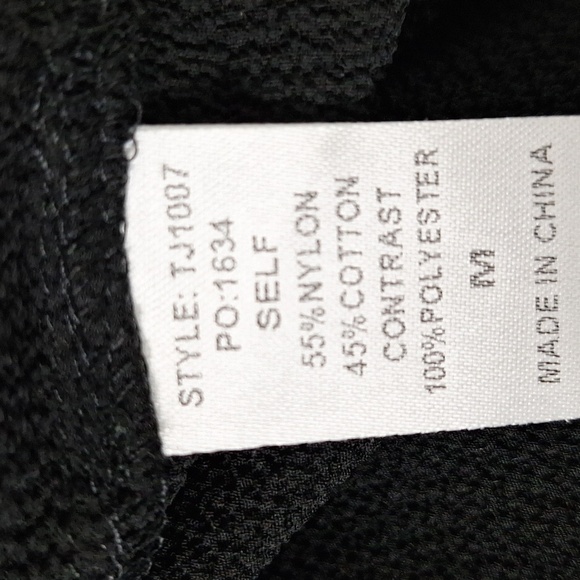 STYLE: TJ1007
PO:1634
SELF
55%NYLON
45%COTTON
CONTRAST
100%POLYESTER
M
MADE IN CHINA